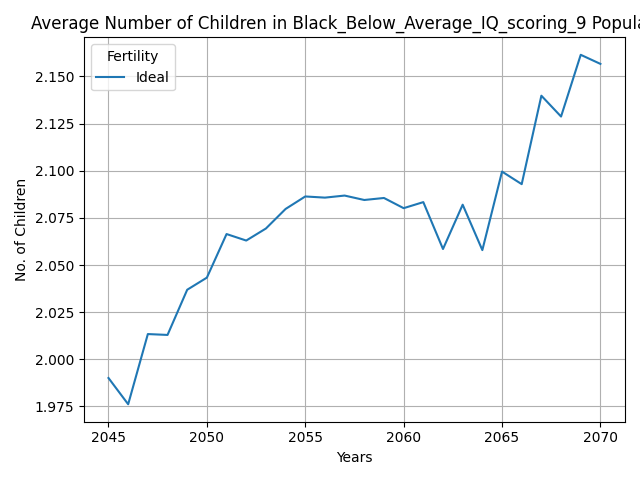 Average Number of Children in Black_Below_Average_IQ_scoring_9 Popula
Fertility
Ideal
2.150
2.125
2.100
2.075
2.050
2.025
2.000
1.975
No. of Children
2045 2050 2055 2060 2065 2070
Years